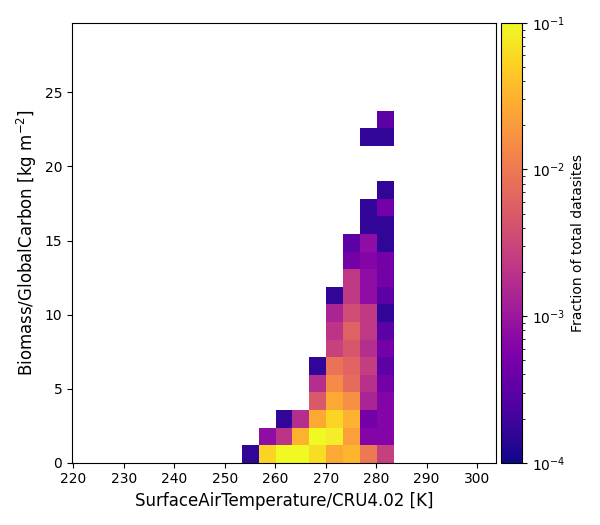 25
20
15
10
5
0
220 230 240 250 260 270 280 290 300
SurfaceAirTemperature/CRU4.02 [K]
Biomass/GlobalCarbon [kg m⁻²]
10⁻¹
10⁻²
10⁻³
10⁻⁴
Fraction of total datasites